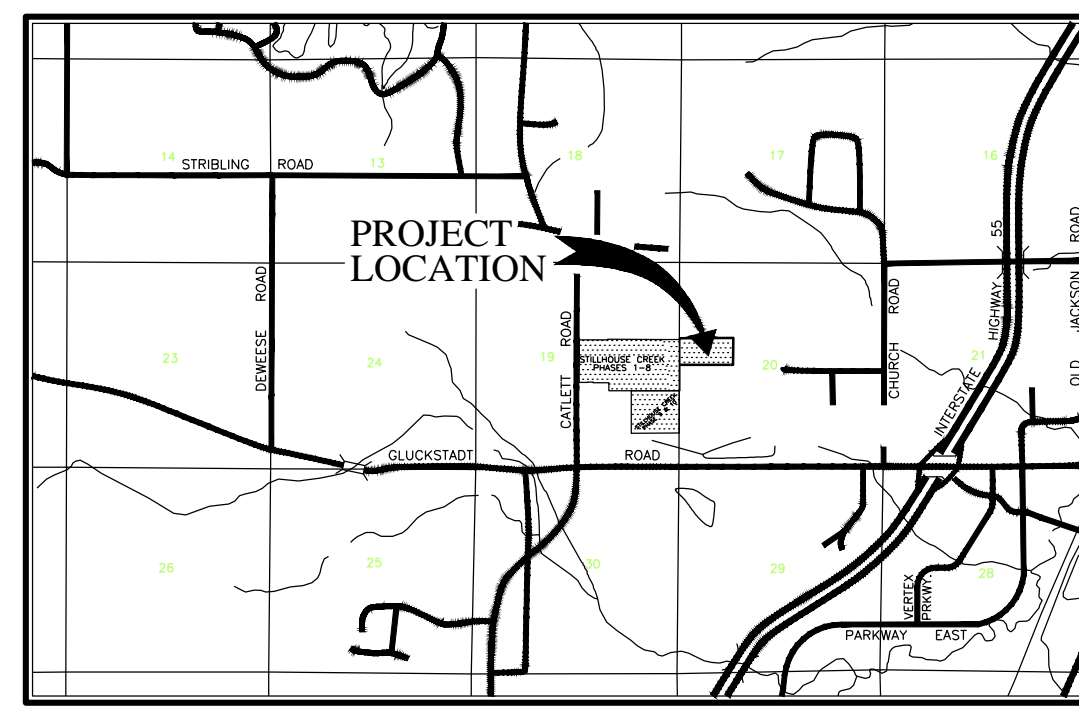 14
STRIBLING ROAD
13
18
17
16
PROJECT
LOCATION
HIGHWAY 55
ROAD
JACKSON
OLD
DEWEESE ROAD
23
24
19
CATLETT ROAD
STILLHOUSE CREEK
PHASES 1-8
20
CHURCH ROAD
21
INTERSTATE
GLUCKSTADT ROAD
26
25
30
29
28
VERTEX
PRKWY.
PARKWAY EAST